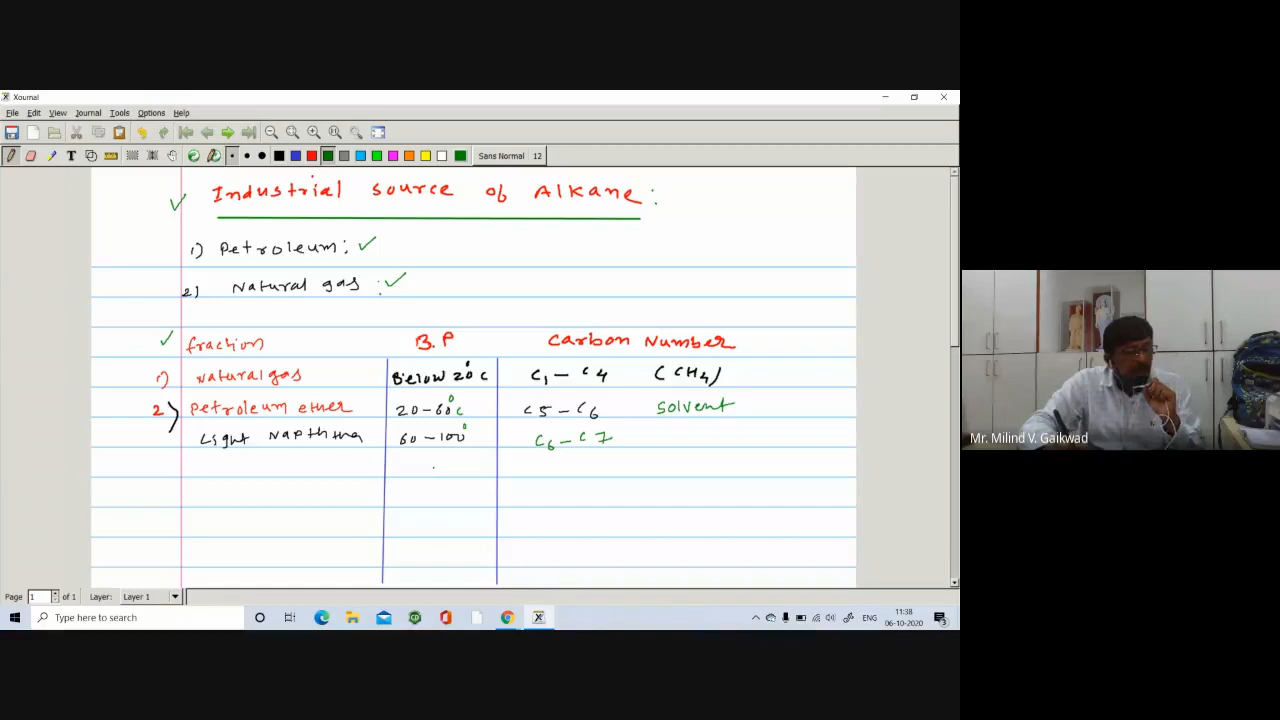 Xournal
File Edit View Journal Tools Options Help
Sans Normal 12
Industrial source of Alkane:
1) Petroleum:
2) Natural gas :
fraction B.P Carbon Number
1) Natural gas Below 20°C C1 – C4 (CH4)
2) Petroleum ether 20–60°C C5 – C6 solvent
Light Napththa 60–100° C6 – C7
Mr. Milind V. Gaikwad
Page 1 of 1 Layer: Layer 1
Type here to search
ENG
11:38
06-10-2020
3